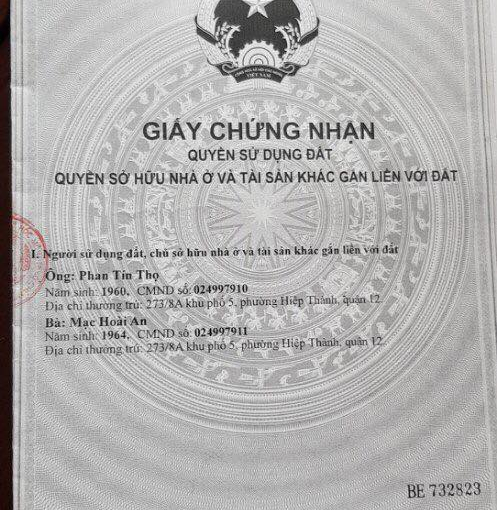 VIỆT NAM
GIẤY CHỨNG NHẬN
QUYỀN SỬ DỤNG ĐẤT
QUYỀN SỞ HỮU NHÀ Ở VÀ TÀI SẢN KHÁC GẮN LIỀN VỚI ĐẤT
I. Người sử dụng đất, chủ sở hữu nhà ở và tài sản khác gắn liền với đất
Ông: Phan Tín Thọ
Năm sinh: 1960, CMND số: 024997910
Địa chỉ thường trú: 273/8A khu phố 5, phường Hiệp Thành, quận 12.
Bà: Mạc Hoài An
Năm sinh: 1964, CMND số: 024997911
Địa chỉ thường trú: 273/8A khu phố 5, phường Hiệp Thành, quận 12.
BE 732823